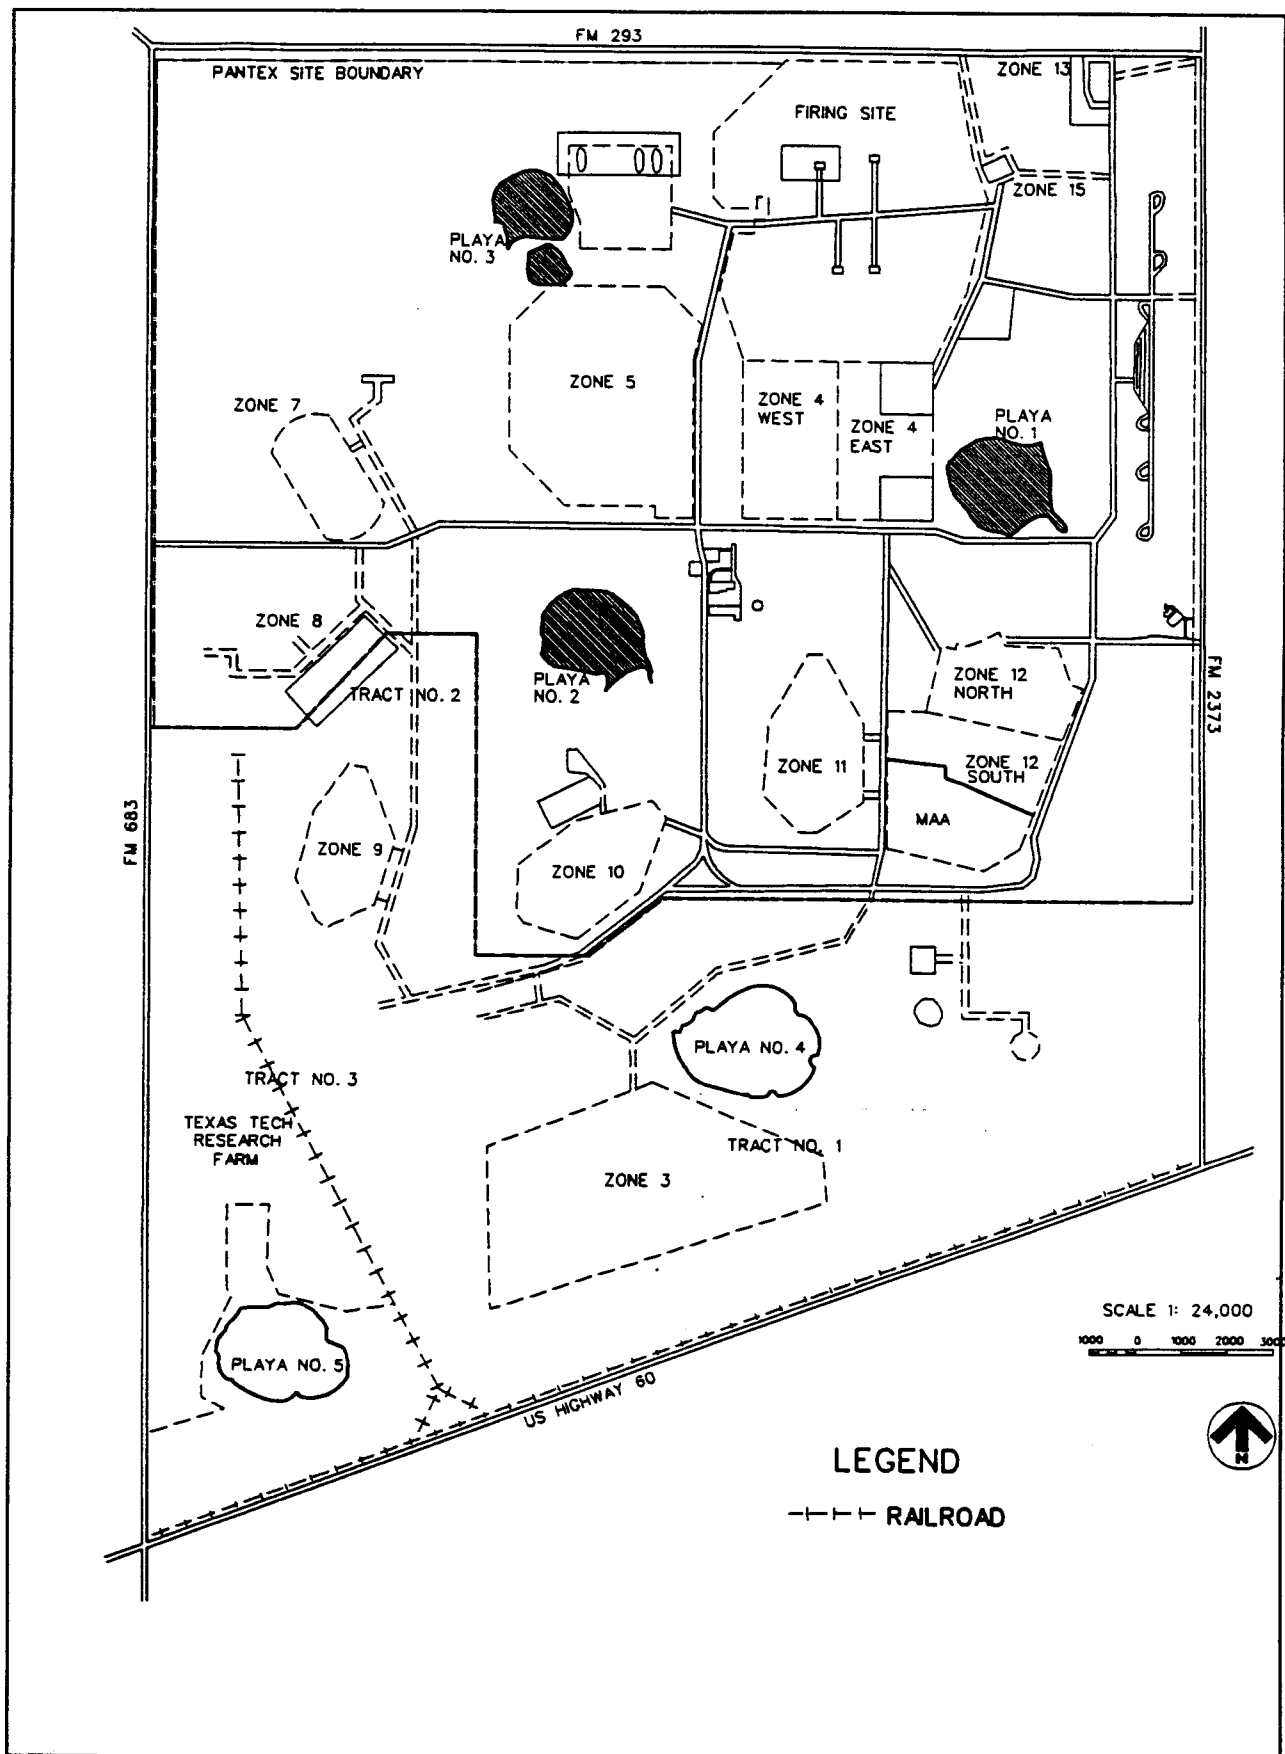 FM 293
PANTEX SITE BOUNDARY
ZONE 13
FIRING SITE
ZONE 15
PLAYA
NO. 3
ZONE 5
ZONE 7
ZONE 4
WEST
ZONE 4
EAST
PLAYA
NO. 1
ZONE 8
TRACT NO. 2
PLAYA
NO. 2
ZONE 12
NORTH
FM 2373
ZONE 11
ZONE 12
SOUTH
MAA
FM 683
ZONE 9
ZONE 10
PLAYA NO. 4
TRACT NO. 3
TEXAS TECH
RESEARCH
FARM
TRACT NO. 1
ZONE 3
PLAYA NO. 5
US HIGHWAY 60
SCALE 1: 24,000
1000 0 1000 2000 3000
N
LEGEND
RAILROAD